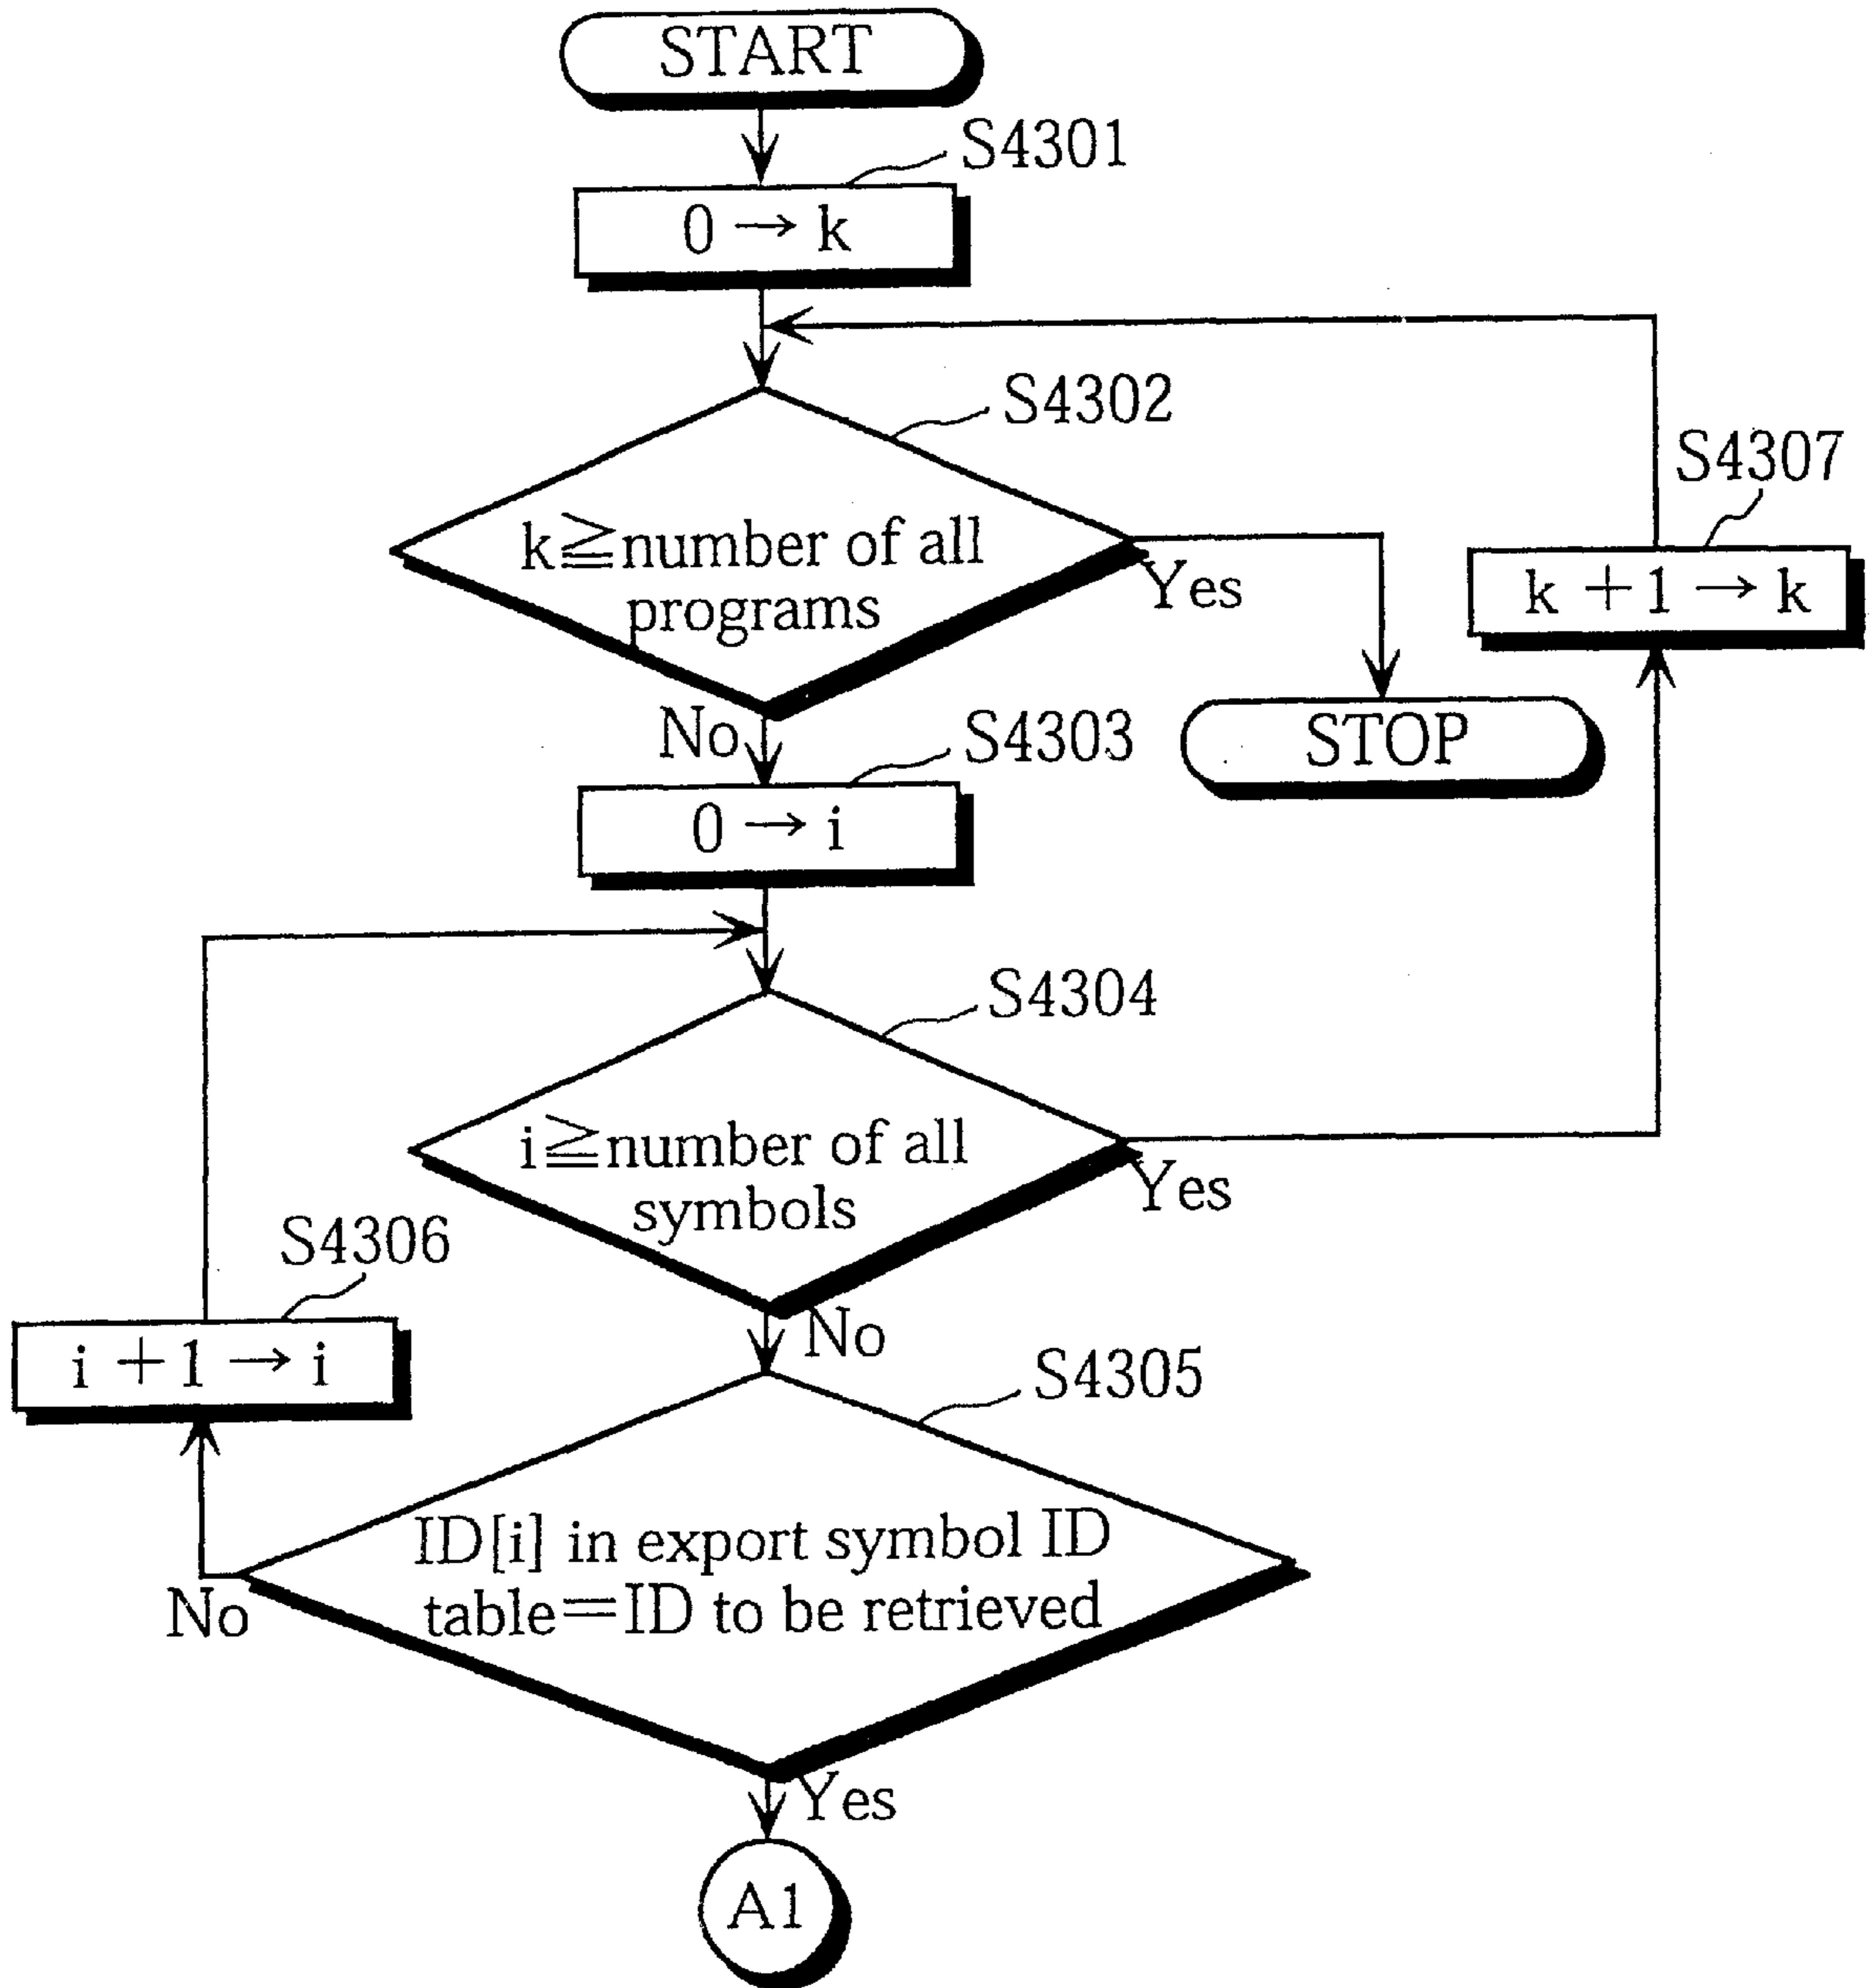 START
S4301
0 → k
S4302
k≧number of all
programs
Yes
S4307
k + 1 → k
No
S4303
STOP
0 → i
S4304
i≧number of all
symbols
Yes
S4306
No
i + 1 → i
S4305
ID[i] in export symbol ID
table=ID to be retrieved
No
Yes
A1